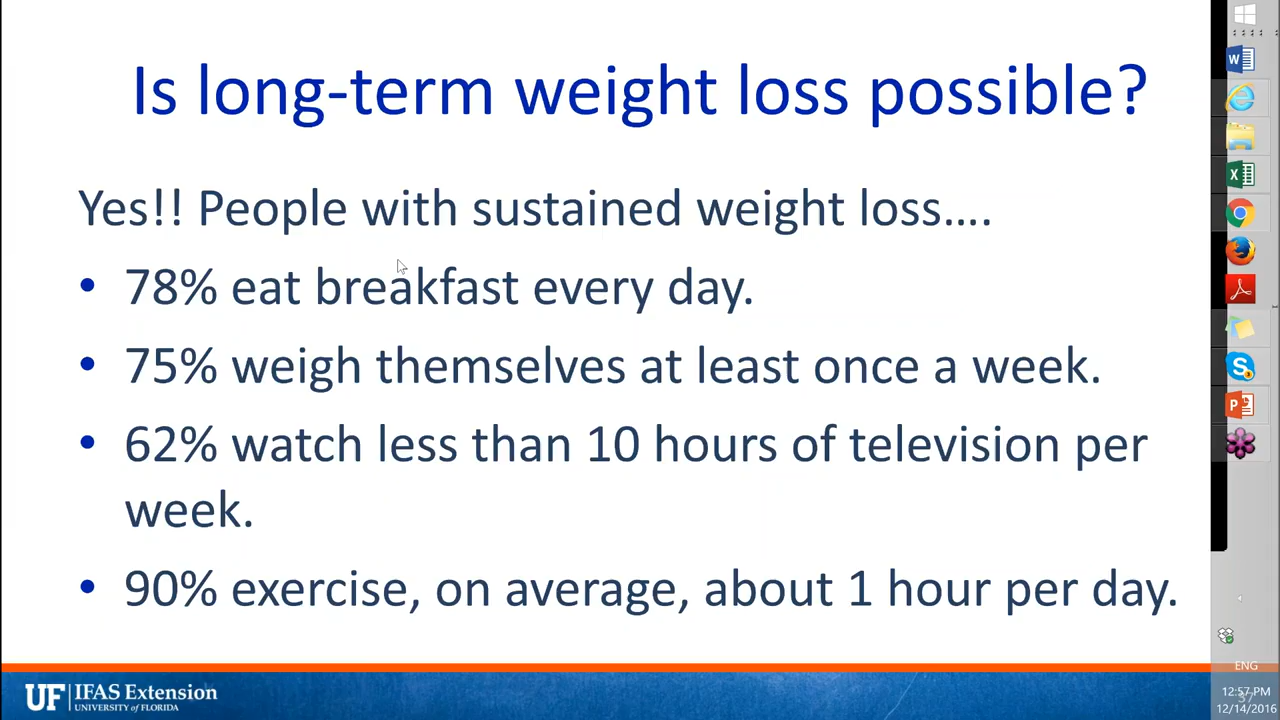 Is long-term weight loss possible?
Yes!! People with sustained weight loss....
• 78% eat breakfast every day.
• 75% weigh themselves at least once a week.
• 62% watch less than 10 hours of television per
week.
• 90% exercise, on average, about 1 hour per day.
UF IFAS Extension
UNIVERSITY of FLORIDA
ENG
12:57 PM
37
12/14/2016